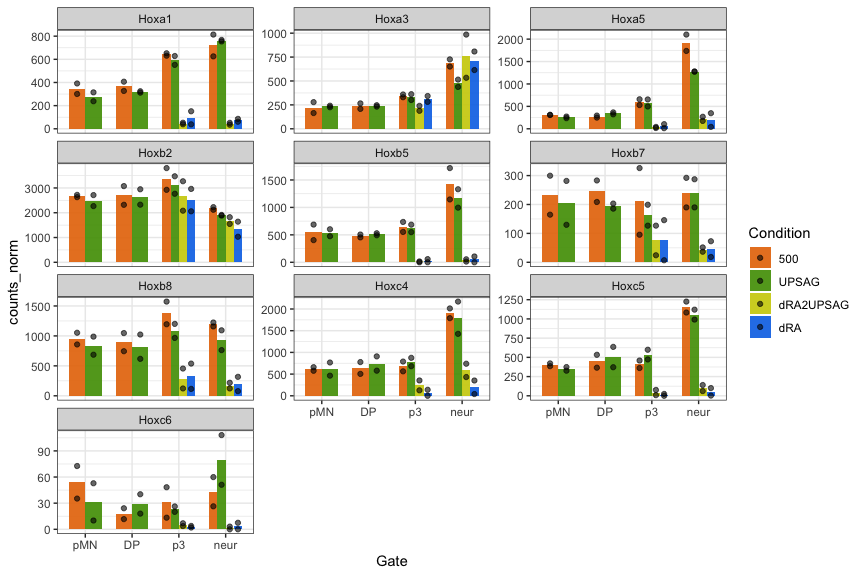 Hoxa1
Hoxa3
Hoxa5
800
600
400
200
0
1000
750
500
250
0
2000
1500
1000
500
0
Hoxb2
Hoxb5
Hoxb7
3000
2000
1000
0
1500
1000
500
0
300
200
100
0
Hoxb8
Hoxc4
Hoxc5
1500
1000
500
0
2000
1500
1000
500
0
1250
1000
750
500
250
0
pMN DP p3 neur
pMN DP p3 neur
Hoxc6
90
60
30
0
pMN DP p3 neur
Gate
counts_norm
Condition
500
UPSAG
dRA2UPSAG
dRA